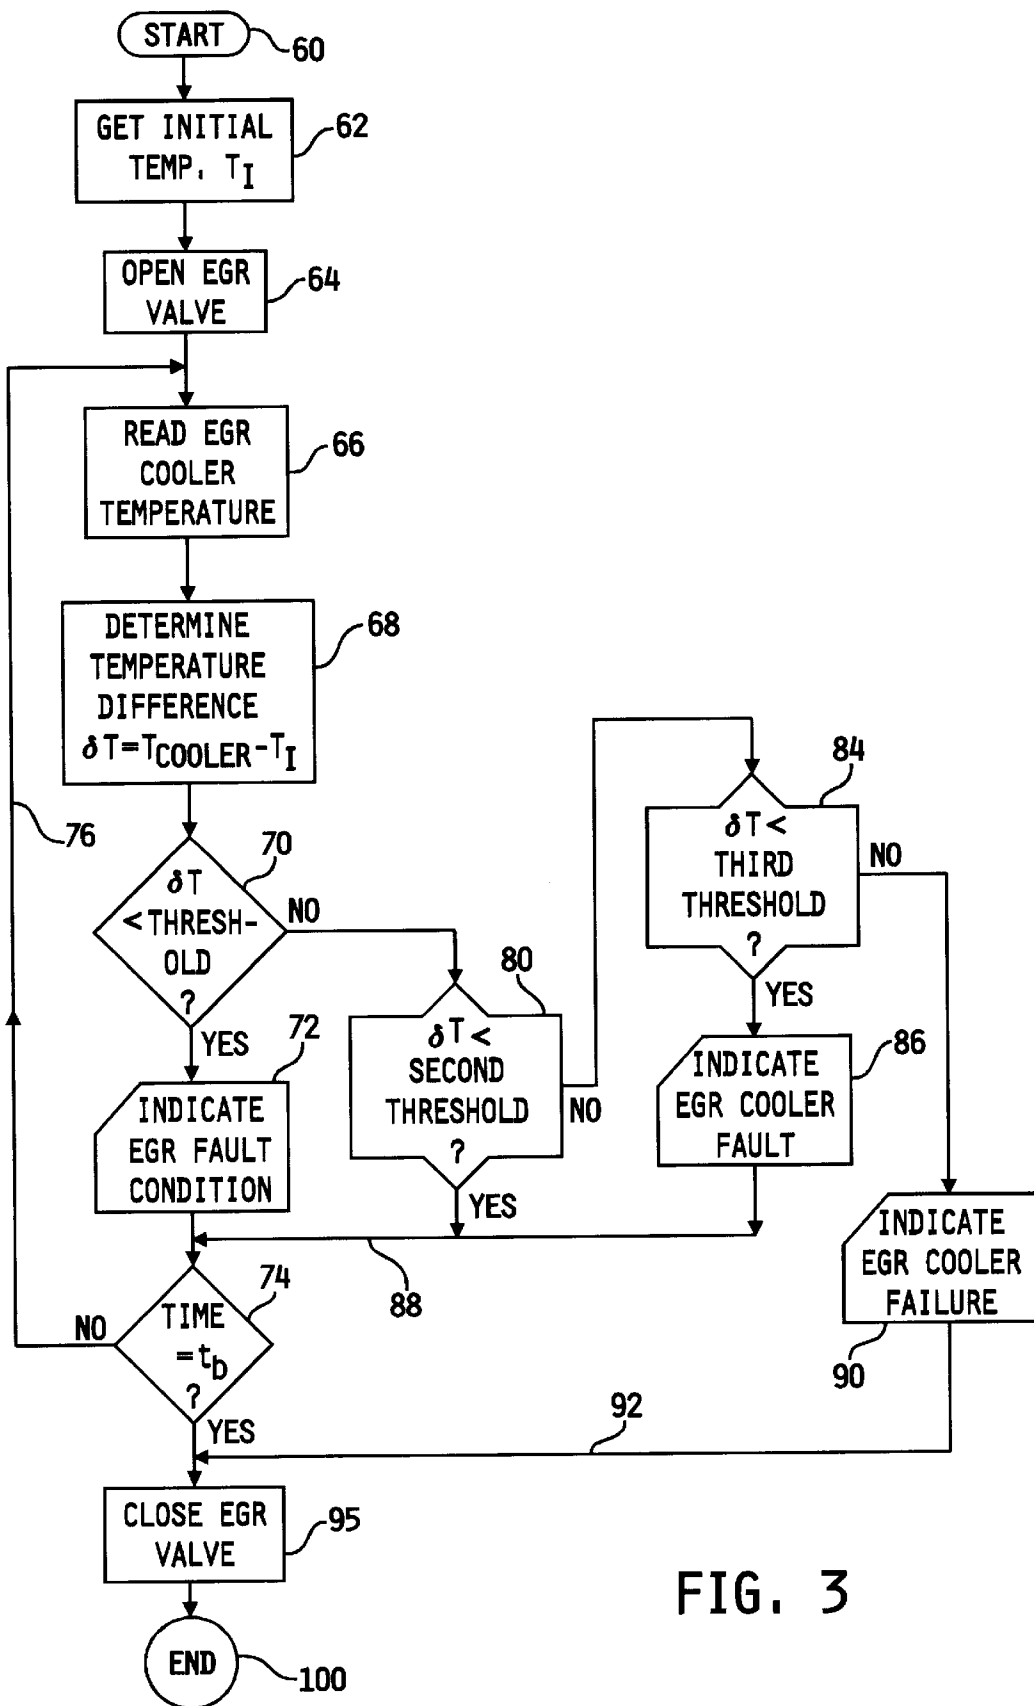 START
60
GET INITIAL
TEMP. TI
62
OPEN EGR
VALVE
64
READ EGR
COOLER
TEMPERATURE
66
DETERMINE
TEMPERATURE
DIFFERENCE
δT=TCOOLER-TI
68
76
δT
<THRESH-
OLD
?
70
NO
YES
INDICATE
EGR FAULT
CONDITION
72
δT<
SECOND
THRESHOLD
?
80
NO
YES
δT<
THIRD
THRESHOLD
?
84
NO
YES
INDICATE
EGR COOLER
FAULT
86
88
INDICATE
EGR COOLER
FAILURE
90
TIME
=tb
?
74
NO
YES
92
CLOSE EGR
VALVE
95
END
100
FIG. 3